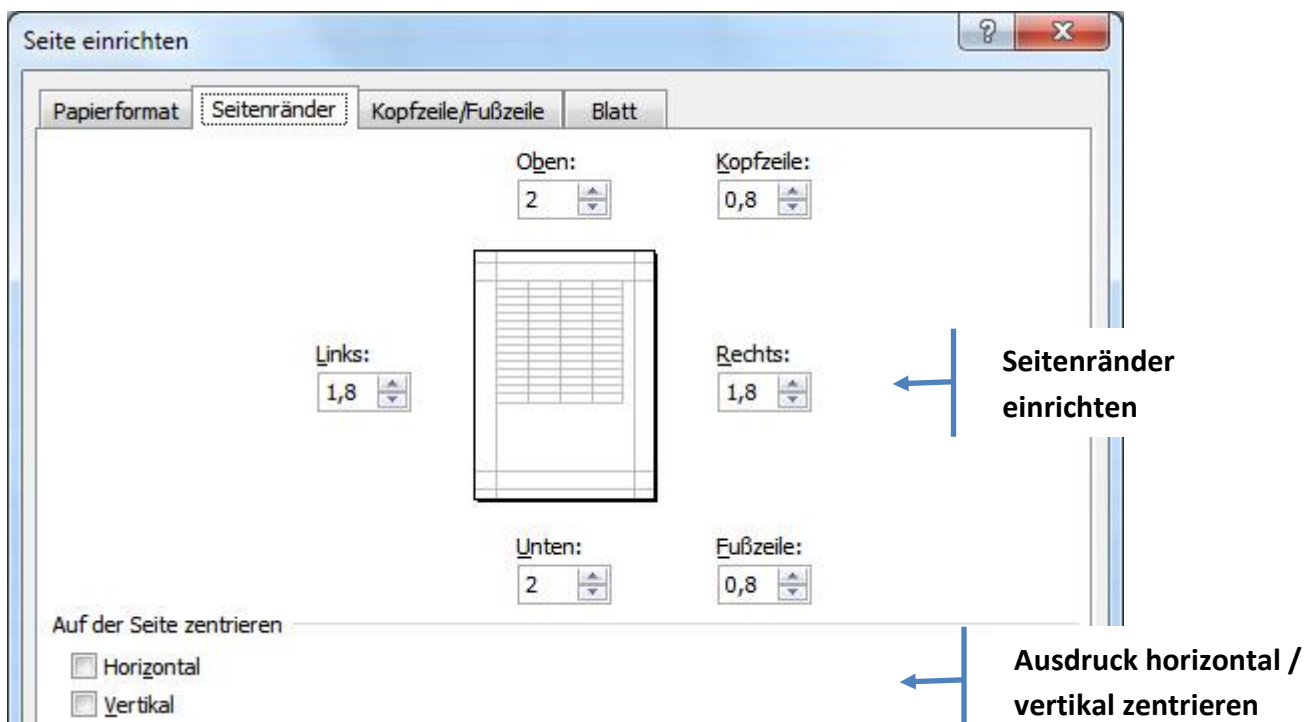 Seite einrichten
Papierformat Seitenränder Kopfzeile/Fußzeile Blatt
Oben: Kopfzeile:
2 0,8
Links: Rechts:
1,8 1,8
Seitenränder
einrichten
Unten: Fußzeile:
2 0,8
Auf der Seite zentrieren
Horizontal
Vertikal
Ausdruck horizontal /
vertikal zentrieren